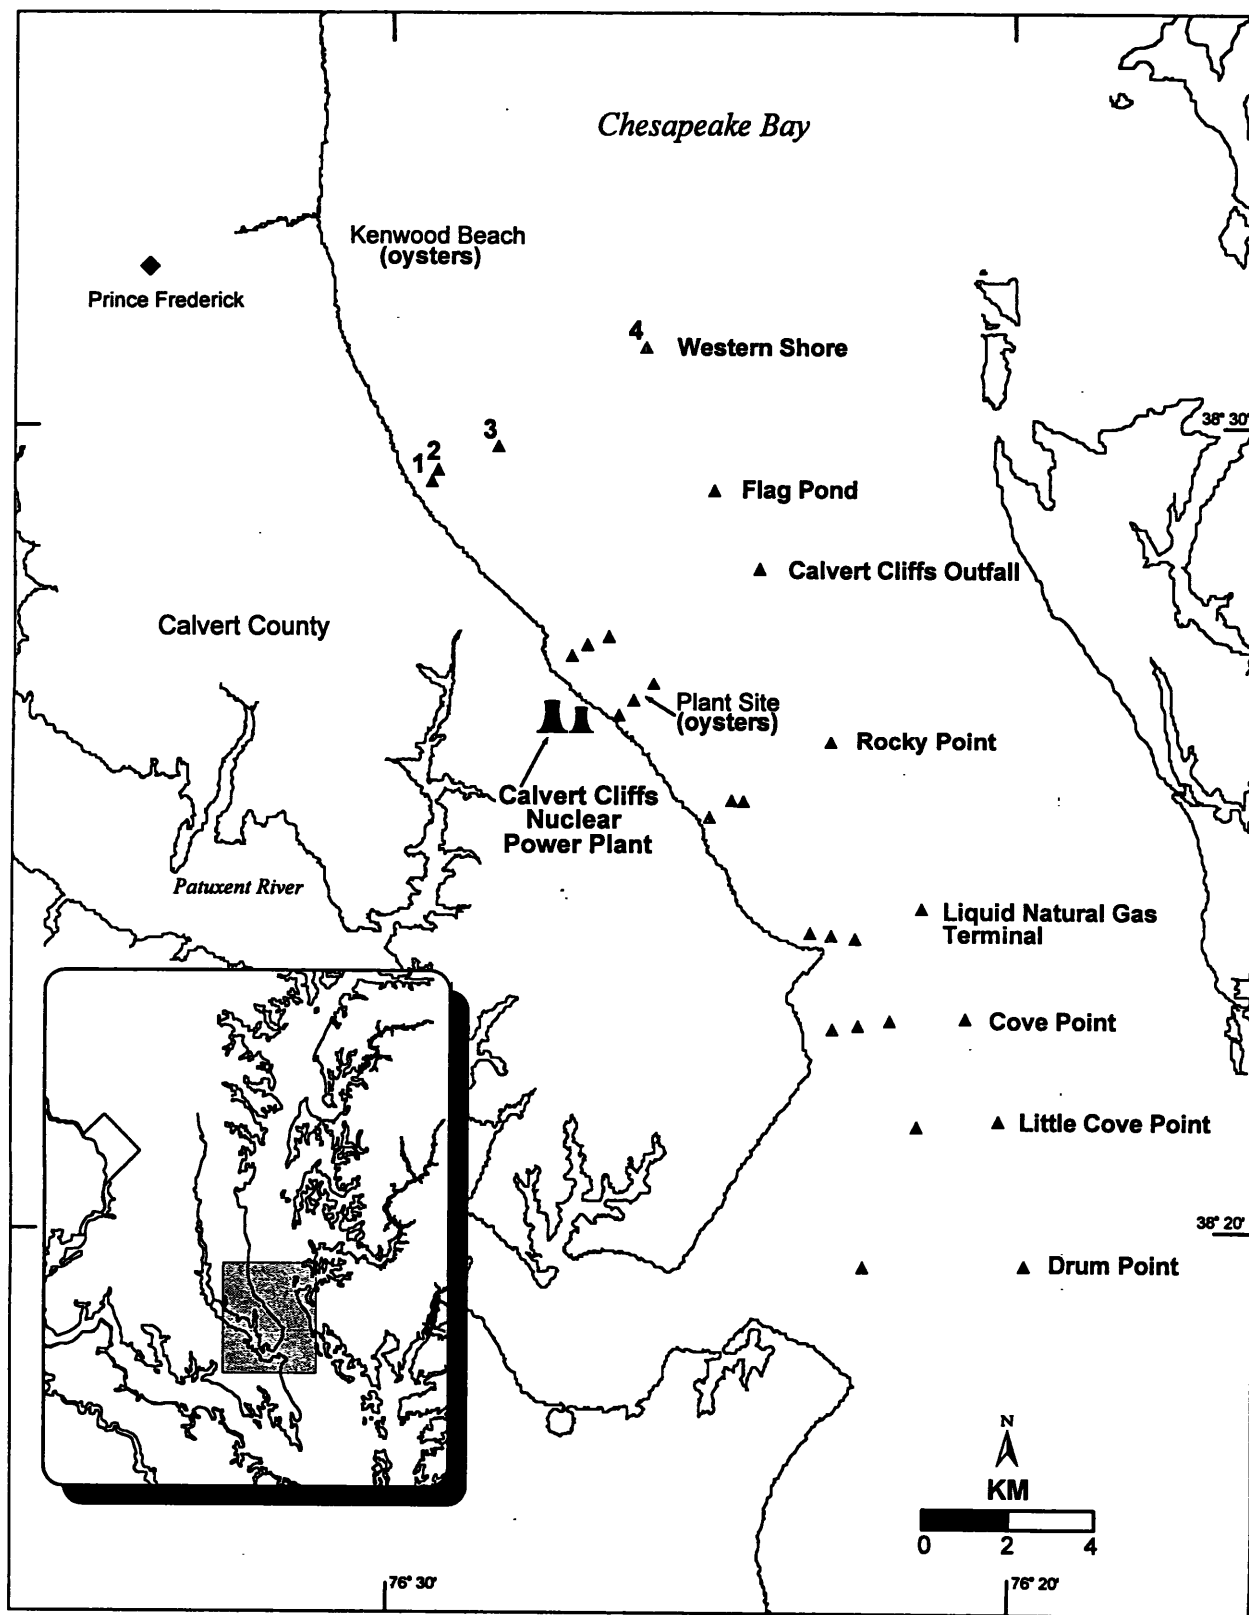 Chesapeake Bay
Kenwood Beach
(oysters)
Prince Frederick
4
Western Shore
38° 30'
3
2
1
Flag Pond
Calvert Cliffs Outfall
Calvert County
Plant Site
(oysters)
Rocky Point
Calvert Cliffs
Nuclear
Power Plant
Patuxent River
Liquid Natural Gas
Terminal
Cove Point
Little Cove Point
38° 20'
Drum Point
N
KM
0 2 4
76° 30'
76° 20'